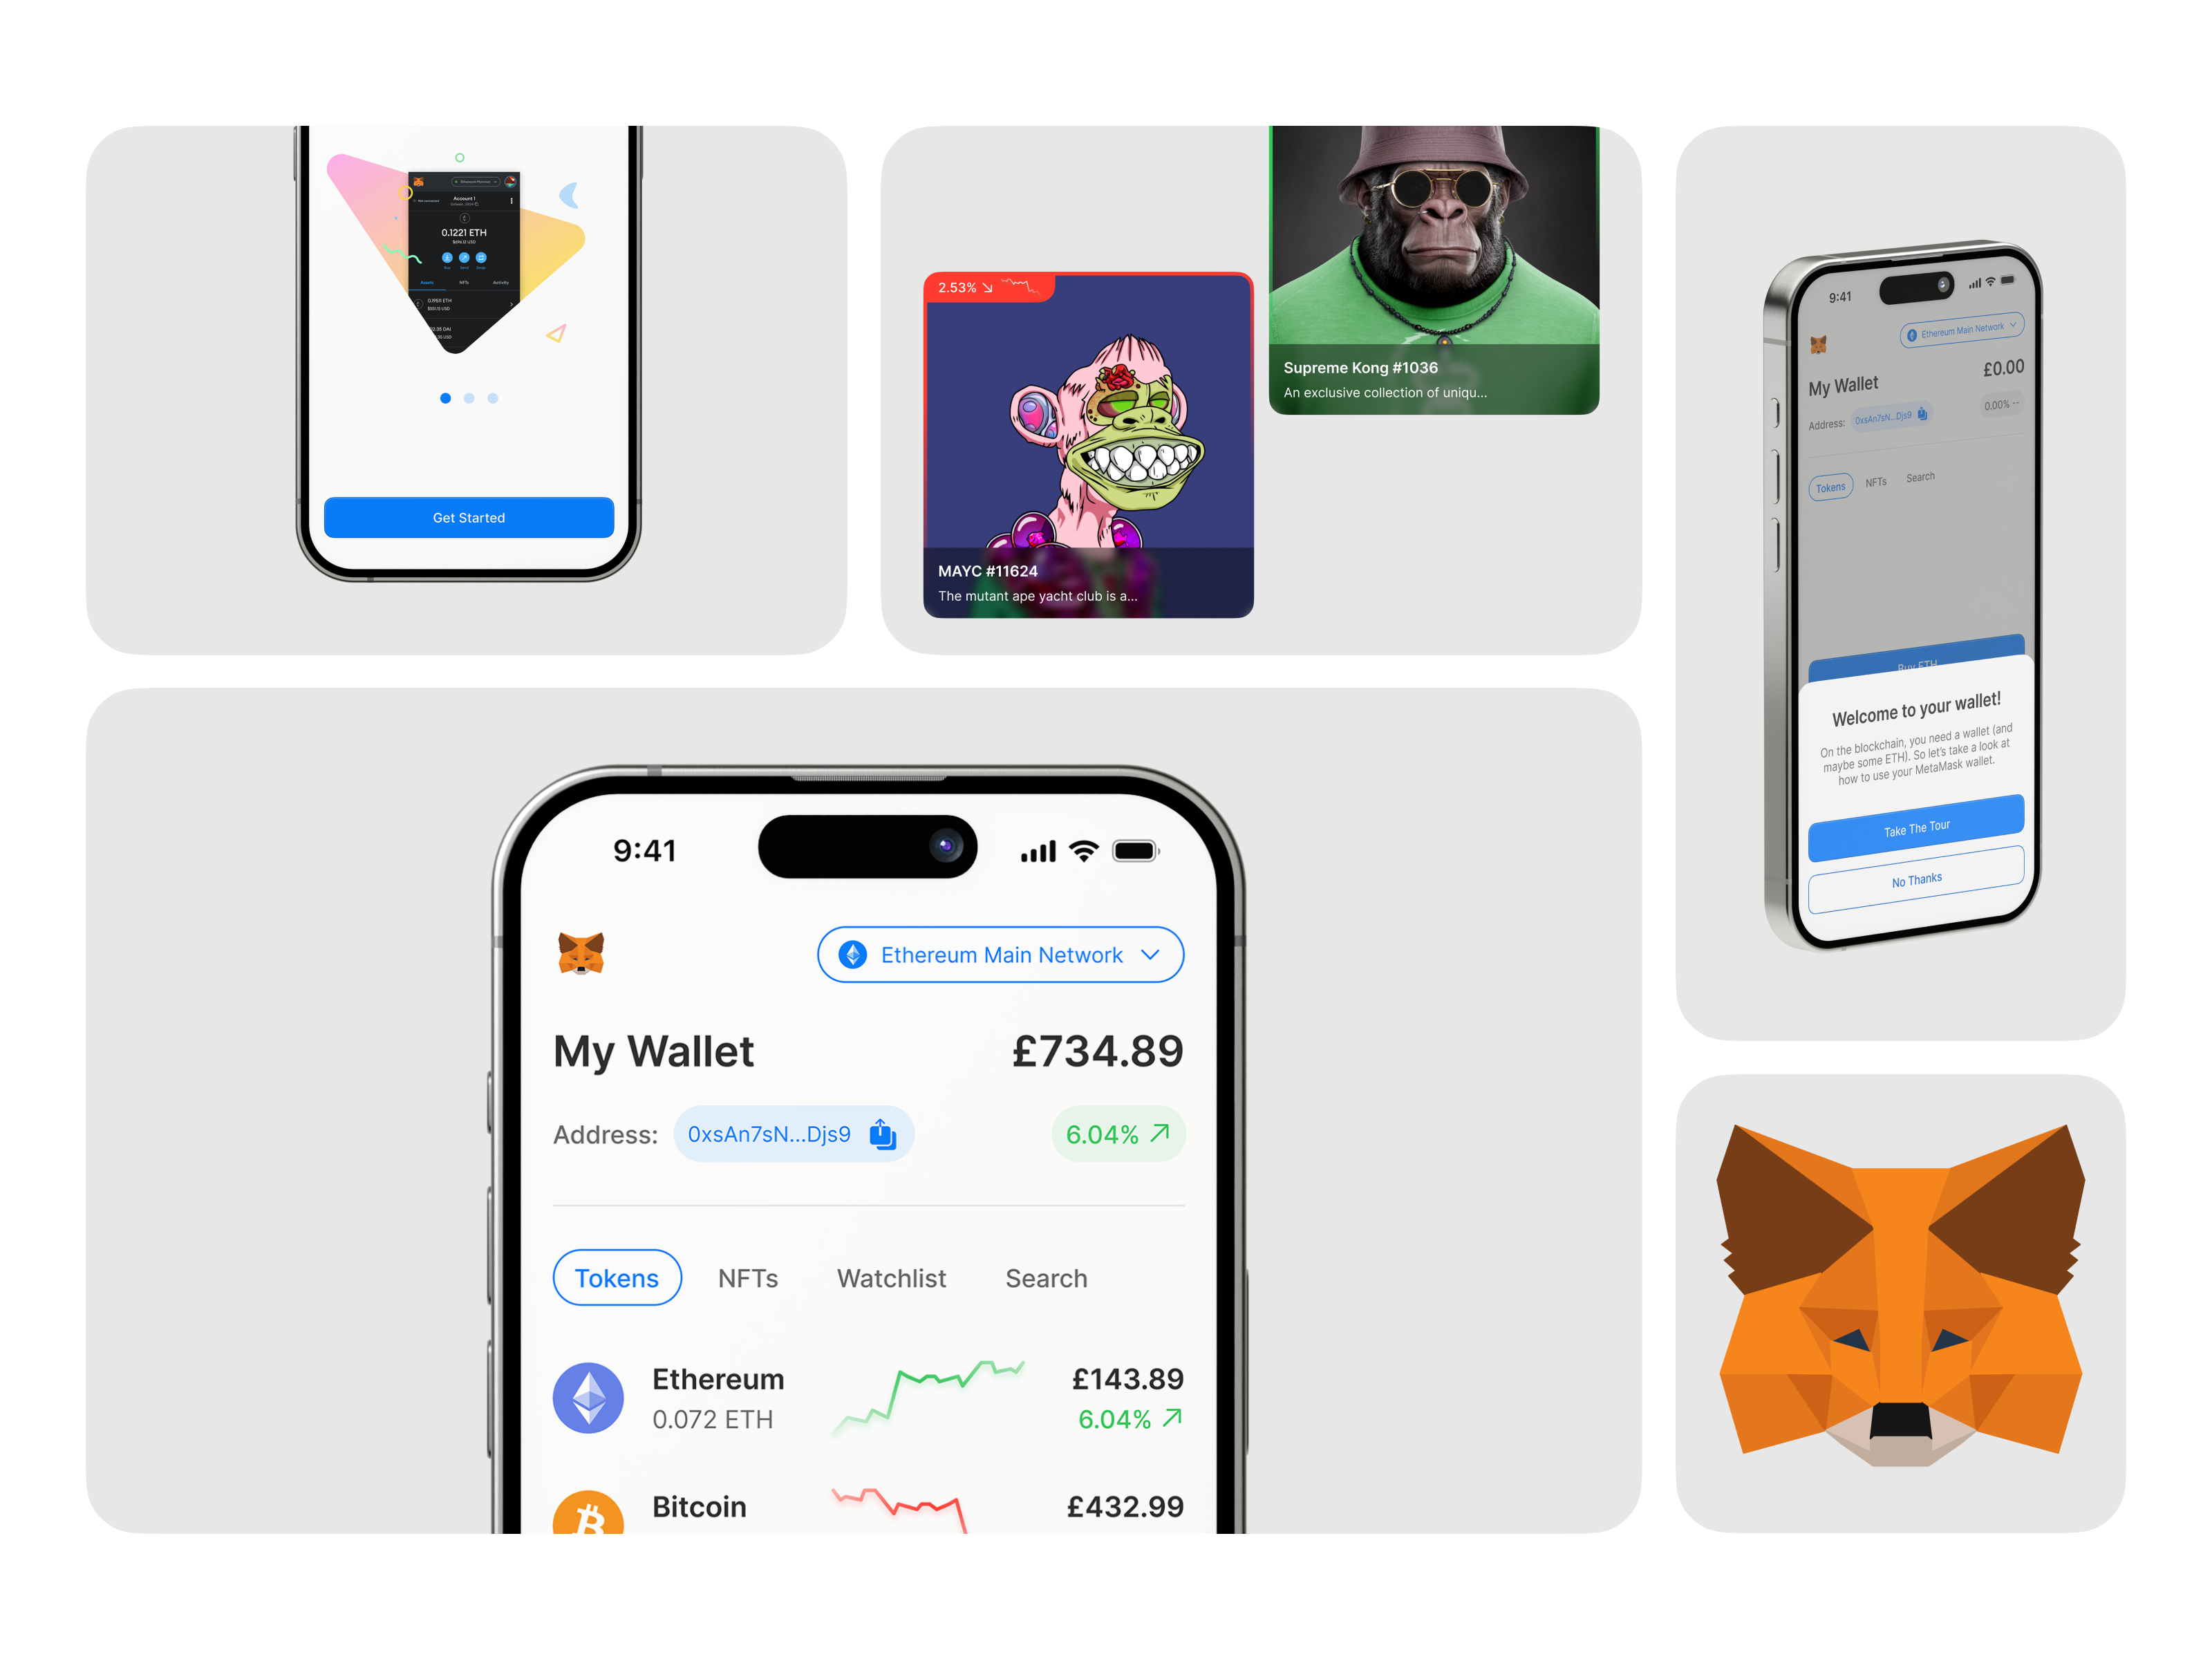 Ethereum Mainnet
Account 1
Not connected
0.1221 ETH
Buy
Send
Swap
Assets
NFTs
Activity
Get Started
2.53%
MAYC #11624
The mutant ape yacht club is a...
Supreme Kong #1036
An exclusive collection of uniqu...
9:41
Ethereum Main Network
My Wallet
£0.00
Address:
0xsAn7sN...Djs9
0.00% --
Tokens
NFTs
Search
Buy ETH
Welcome to your wallet!
On the blockchain, you need a wallet (and
maybe some ETH). So let's take a look at
how to use your MetaMask wallet.
Take The Tour
No Thanks
9:41
Ethereum Main Network
My Wallet
£734.89
Address:
0xsAn7sN...Djs9
6.04%
Tokens
NFTs
Watchlist
Search
Ethereum
£143.89
0.072 ETH
6.04%
Bitcoin
£432.99